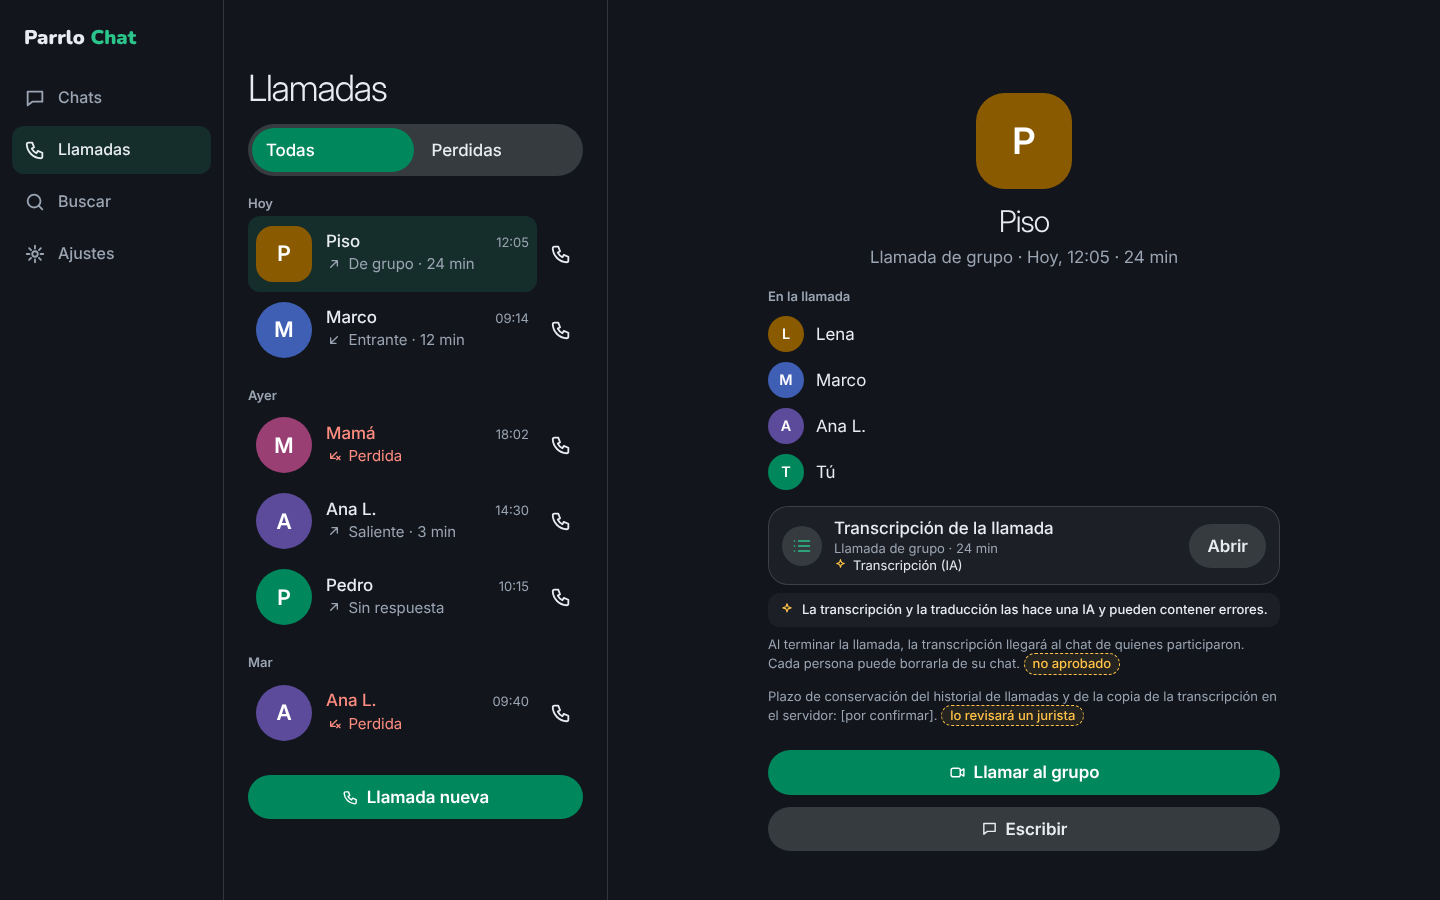 Parrlo Chat
Chats
Llamadas
Buscar
Ajustes
Llamadas
Todas
Perdidas
Hoy
P
Piso
12:05
De grupo · 24 min
M
Marco
09:14
Entrante · 12 min
Ayer
M
Mamá
18:02
Perdida
A
Ana L.
14:30
Saliente · 3 min
P
Pedro
10:15
Sin respuesta
Mar
A
Ana L.
09:40
Perdida
Llamada nueva
P
Piso
Llamada de grupo · Hoy, 12:05 · 24 min
En la llamada
L
Lena
M
Marco
A
Ana L.
T
Tú
Transcripción de la llamada
Llamada de grupo · 24 min
Transcripción (IA)
Abrir
La transcripción y la traducción las hace una IA y pueden contener errores.
Al terminar la llamada, la transcripción llegará al chat de quienes participaron.
Cada persona puede borrarla de su chat. no aprobado
Plazo de conservación del historial de llamadas y de la copia de la transcripción en
el servidor: [por confirmar]. lo revisará un jurista
Llamar al grupo
Escribir